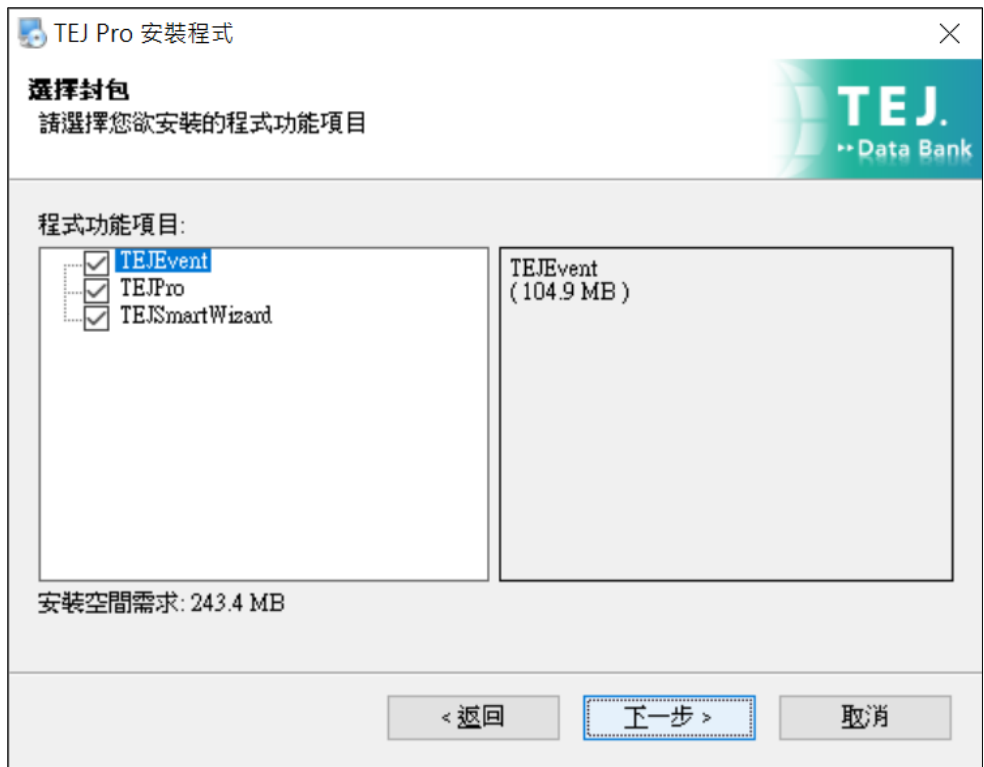 TEJ Pro 安裝程式
選擇封包
請選擇您欲安裝的程式功能項目
TEJ.
Data Bank
程式功能項目:
TEJEvent
TEJPro
TEJSmartWizard
TEJEvent
( 104.9 MB )
安裝空間需求: 243.4 MB
< 返回
下一步 >
取消